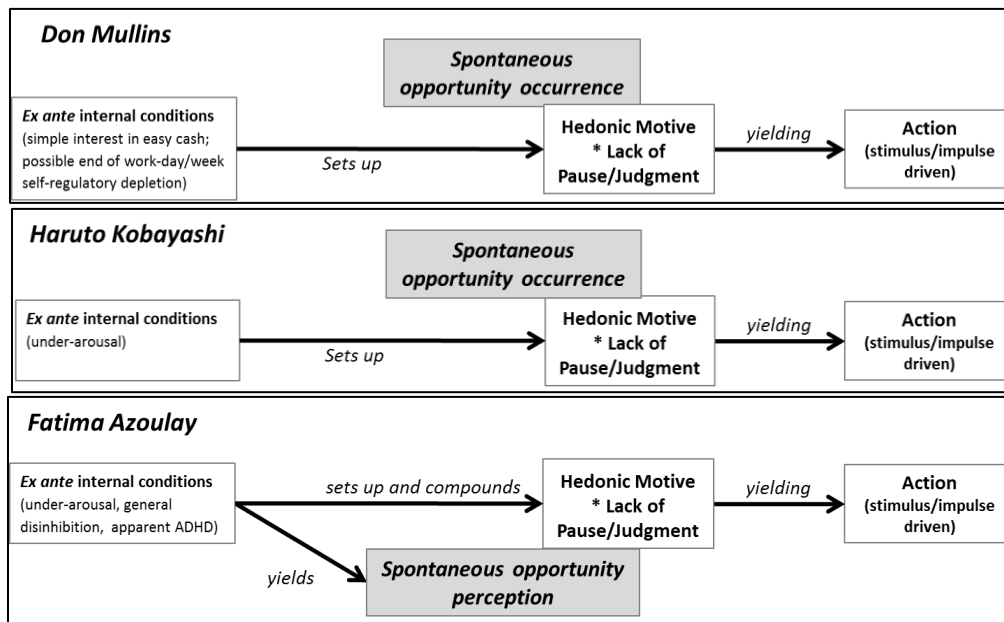 Don Mullins
Spontaneous
opportunity occurrence
Ex ante internal conditions
(simple interest in easy cash;
possible end of work-day/week
self-regulatory depletion)
Sets up
Hedonic Motive
* Lack of
Pause/Judgment
yielding
Action
(stimulus/impulse
driven)
Haruto Kobayashi
Spontaneous
opportunity occurrence
Ex ante internal conditions
(under-arousal)
Sets up
Hedonic Motive
* Lack of
Pause/Judgment
yielding
Action
(stimulus/impulse
driven)
Fatima Azoulay
Ex ante internal conditions
(under-arousal, general
disinhibition, apparent ADHD)
sets up and compounds
Hedonic Motive
* Lack of
Pause/Judgment
yielding
Action
(stimulus/impulse
driven)
yields
Spontaneous opportunity
perception